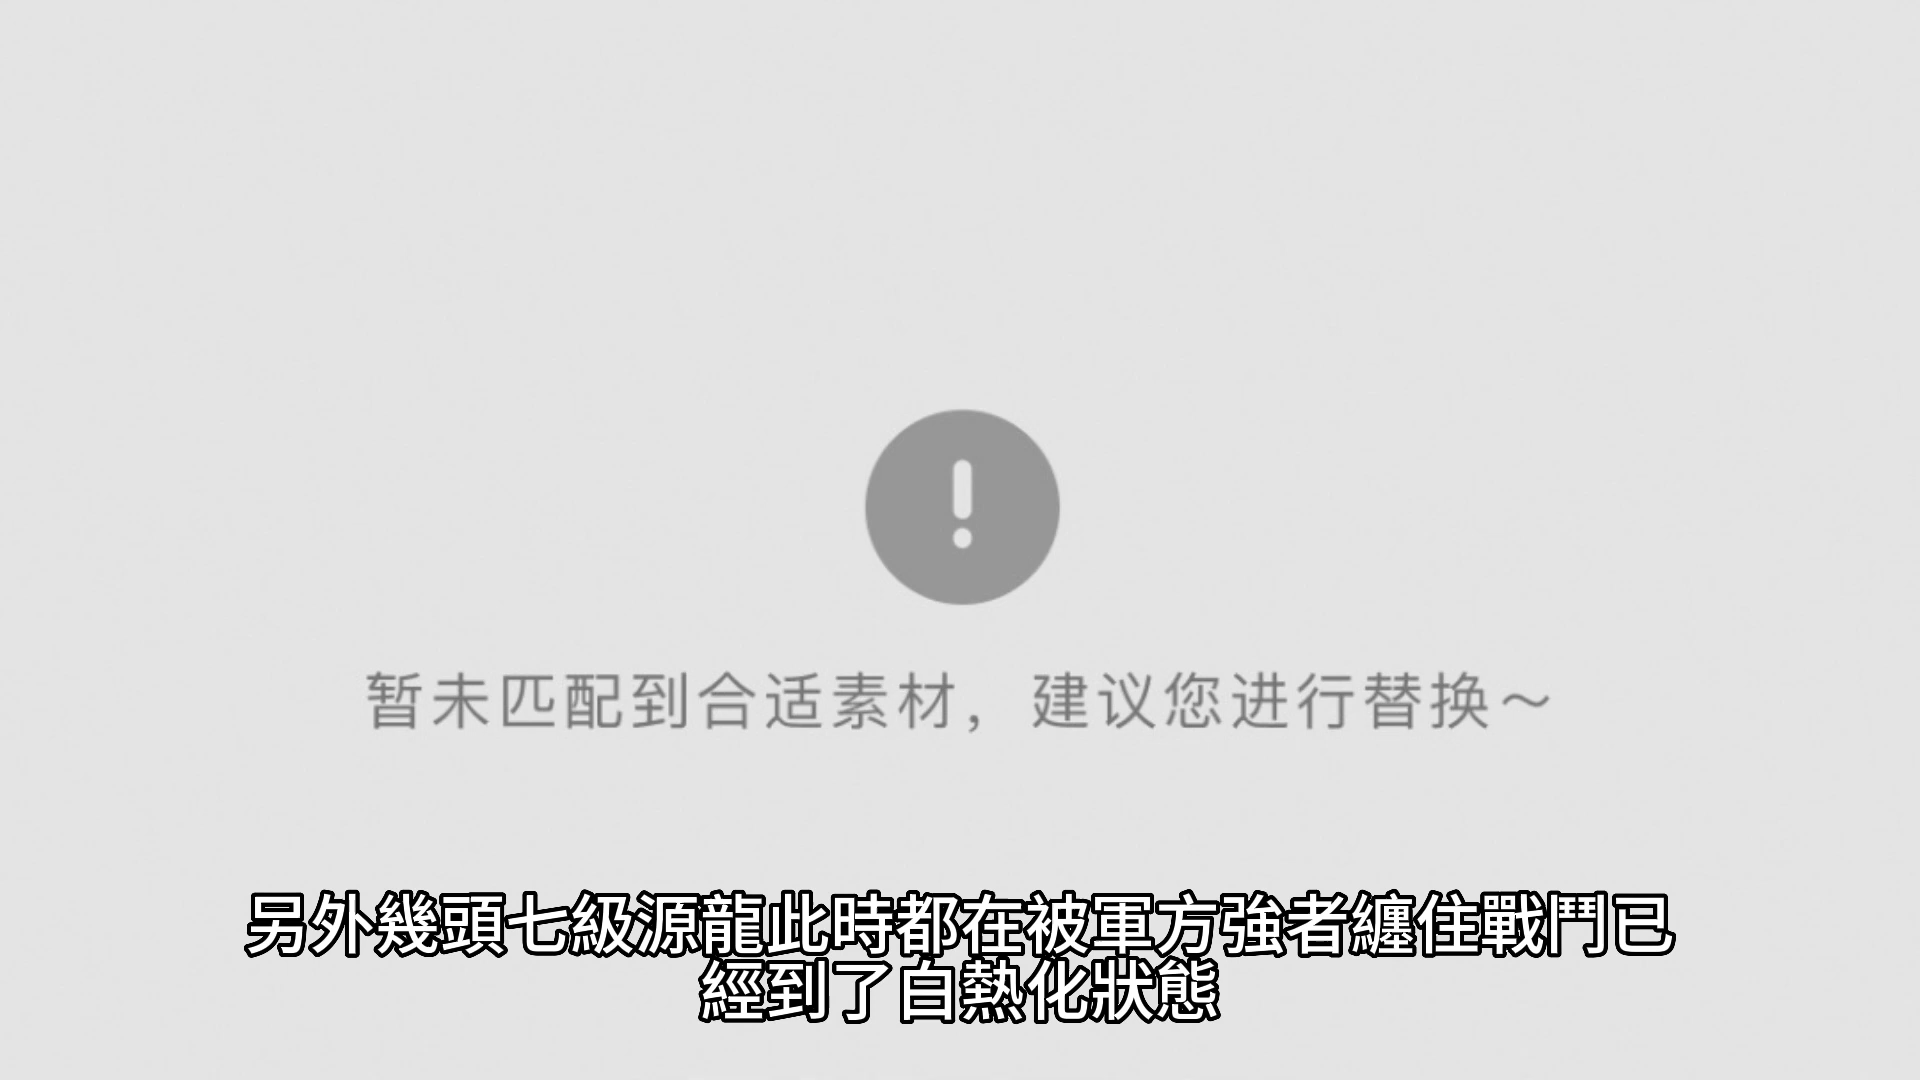 暂未匹配到合适素材，建议您进行替换～
另外幾頭七級源龍此時都在被軍方強者纏住戰鬥已
經到了白熱化狀態